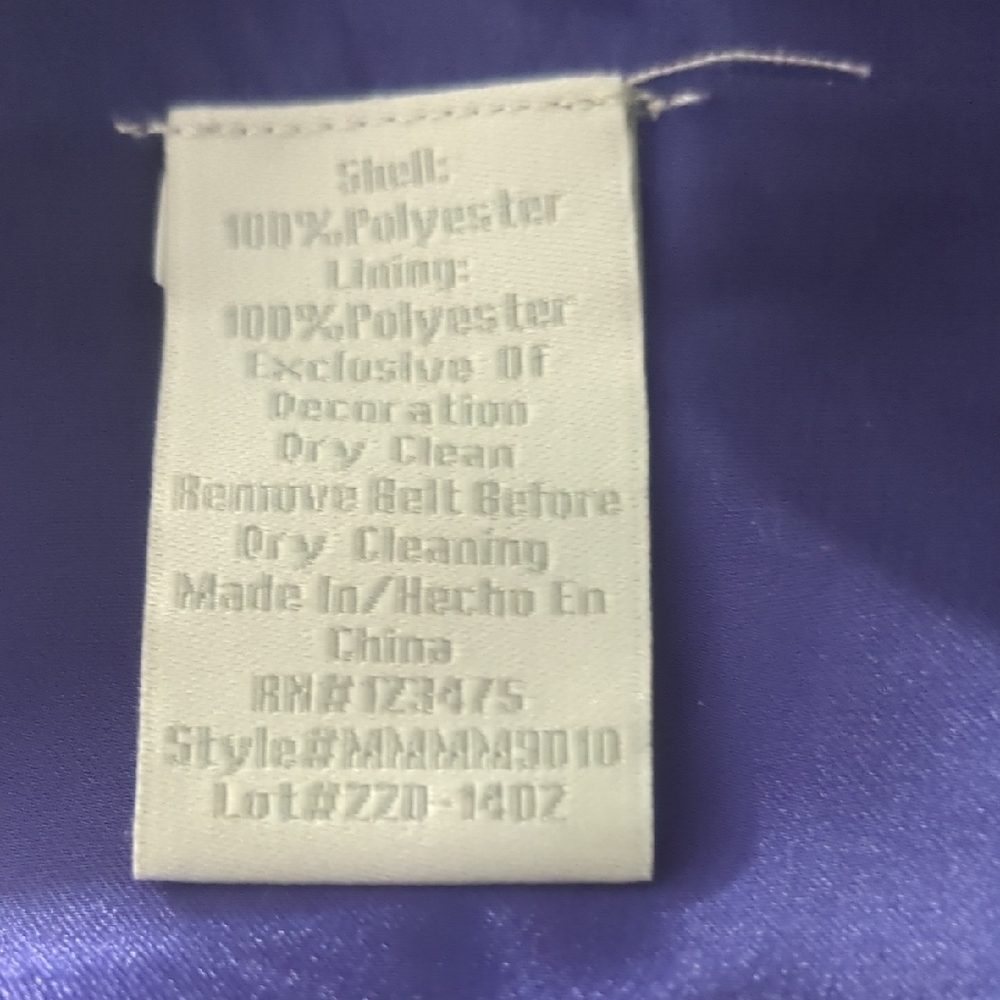 Shell:
100%Polyester
Lining:
100%Polyester
Exclusive Of
Decoration
Dry Clean
Remove Belt Before
Dry Cleaning
Made In/Hecho En
China
RN#123475
Style#MMMMM9010
Lot#220-1402